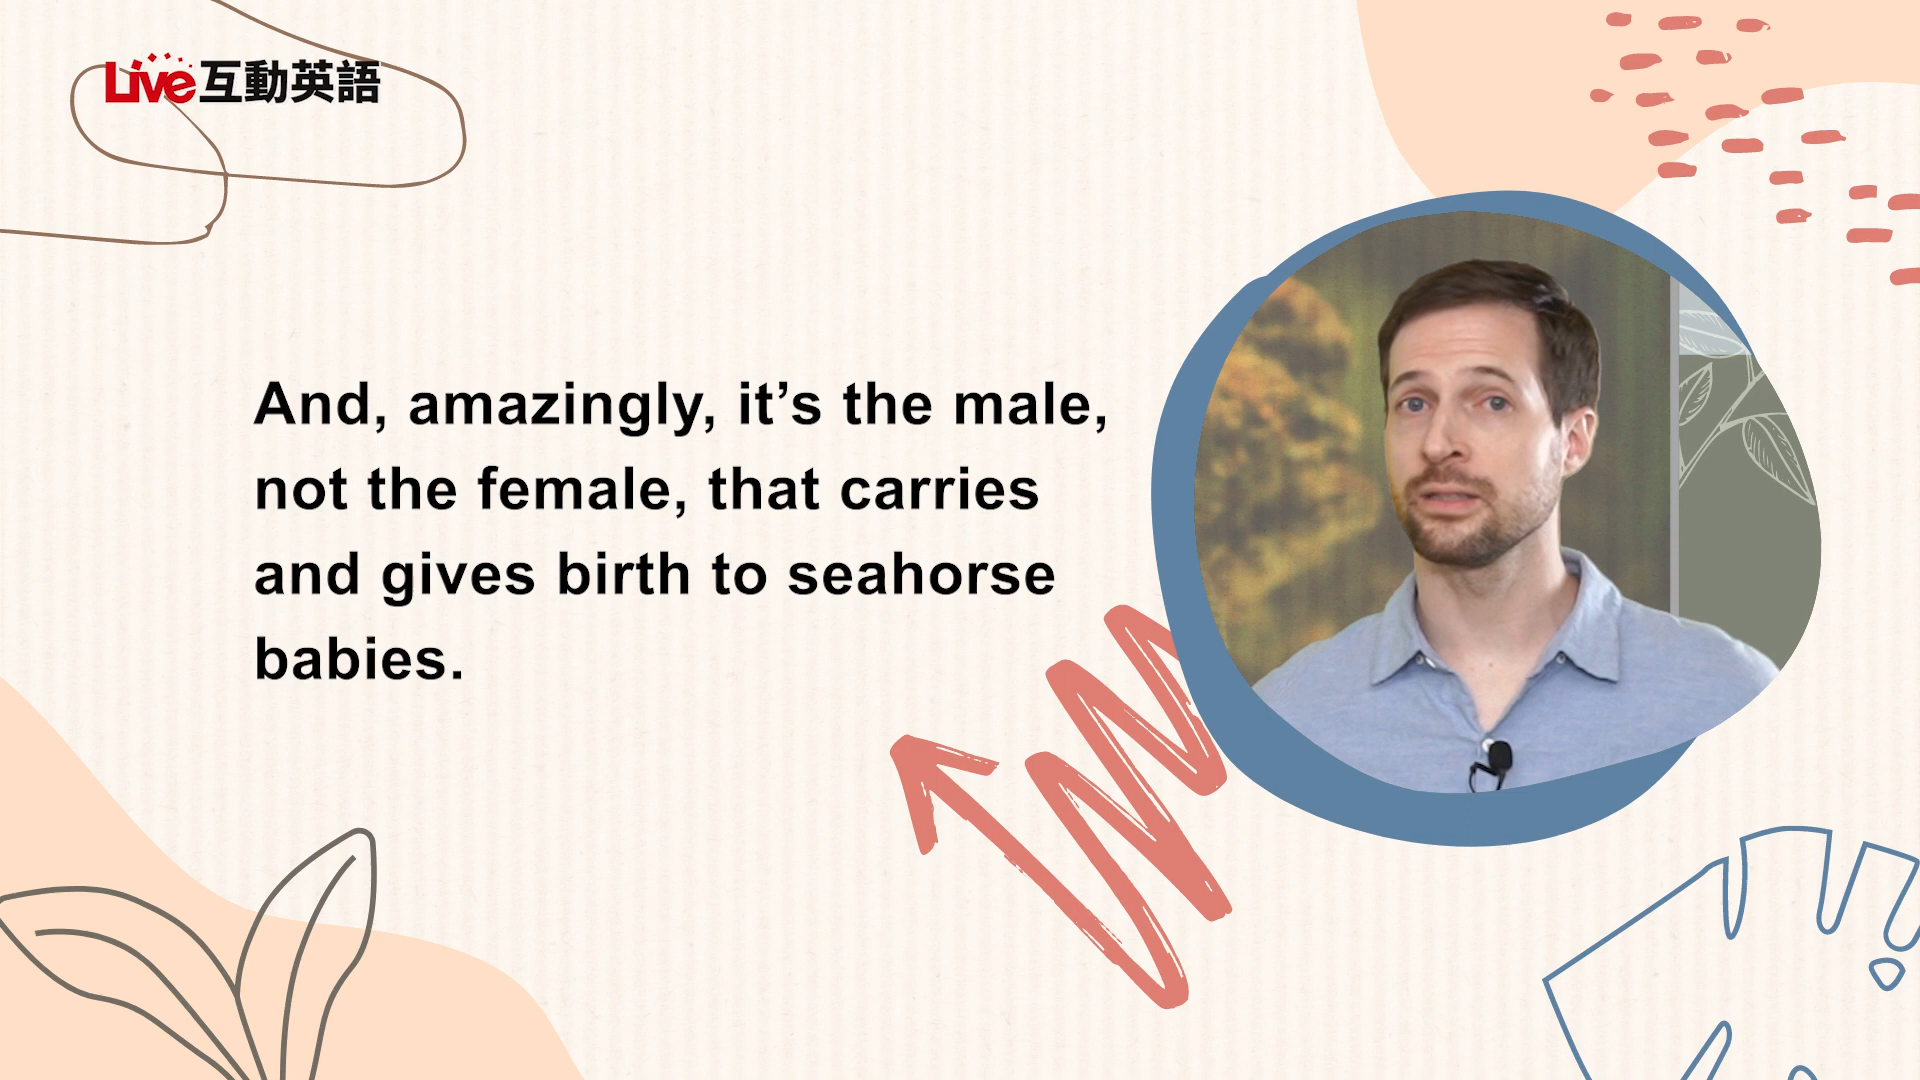 Live互動英語
And, amazingly, it’s the male,
not the female, that carries
and gives birth to seahorse
babies.